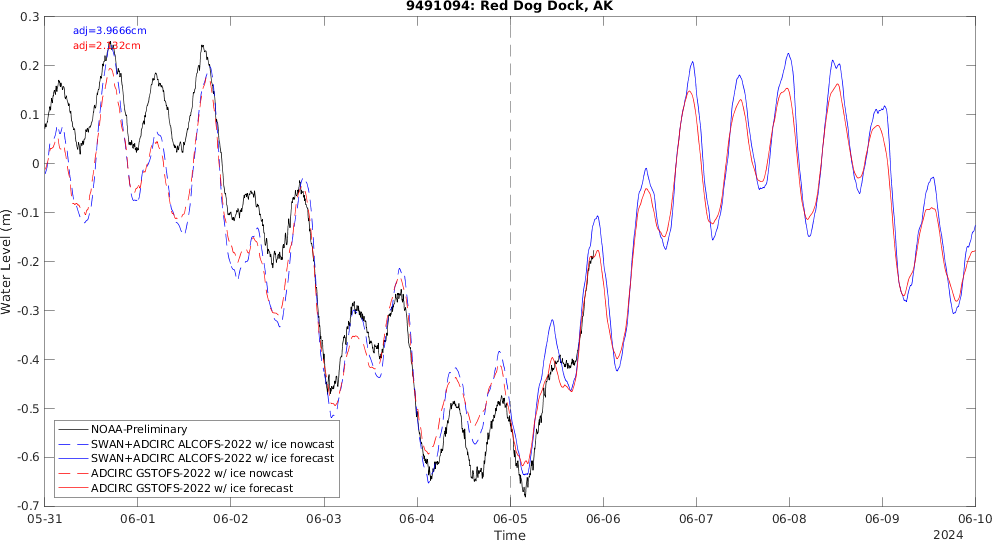 9491094: Red Dog Dock, AK
adj=3.9666cm
adj=2.132cm
Water Level (m)
0.3
0.2
0.1
0
-0.1
-0.2
-0.3
-0.4
-0.5
-0.6
-0.7
NOAA-Preliminary
SWAN+ADCIRC ALCOFS-2022 w/ ice nowcast
SWAN+ADCIRC ALCOFS-2022 w/ ice forecast
ADCIRC GSTOFS-2022 w/ ice nowcast
ADCIRC GSTOFS-2022 w/ ice forecast
05-31 06-01 06-02 06-03 06-04 06-05 06-06 06-07 06-08 06-09 06-10
Time
2024